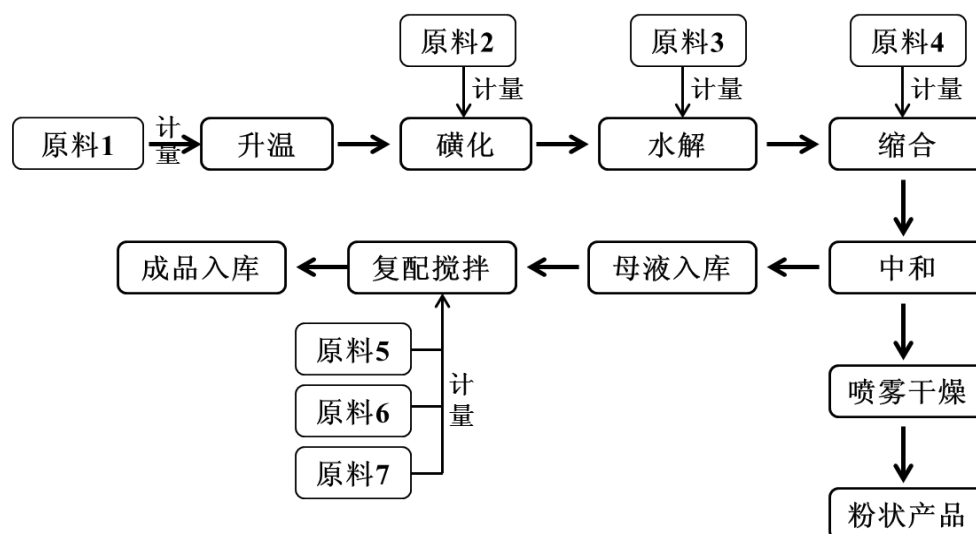 原料2
原料3
原料4
计量
计量
计量
原料1
计量
升温
磺化
水解
缩合
成品入库
复配搅拌
母液入库
中和
原料5
原料6
原料7
计量
喷雾干燥
粉状产品